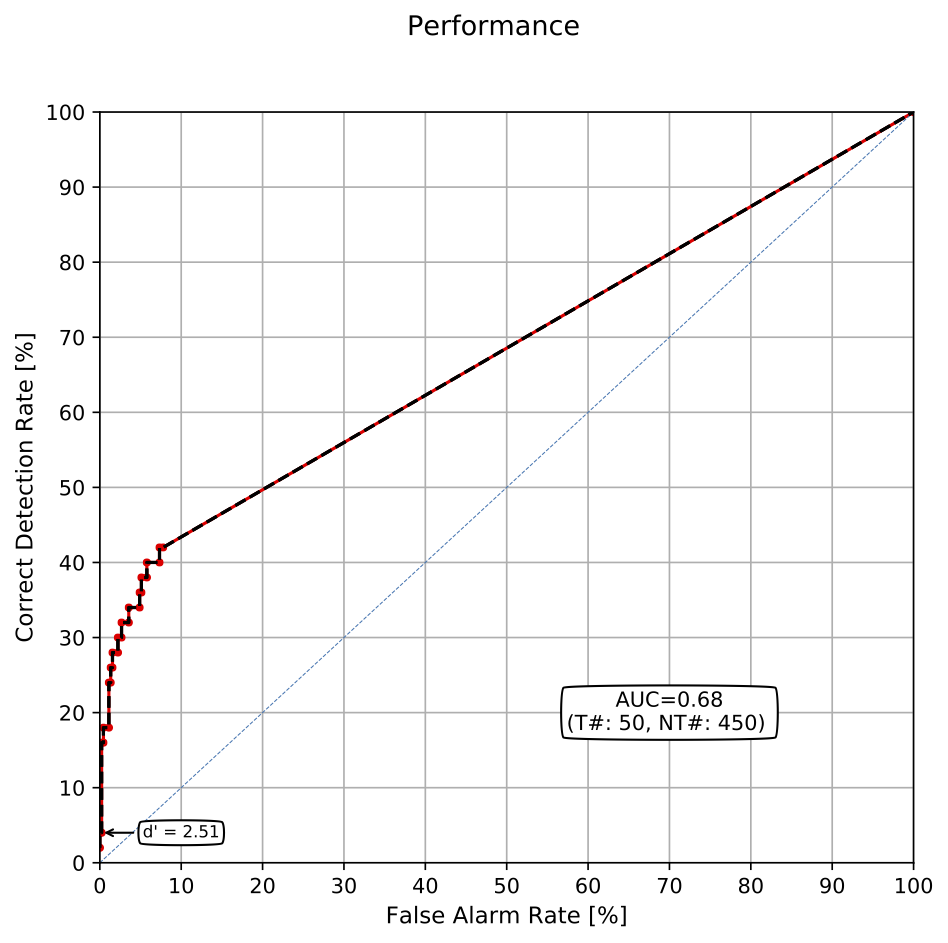 Performance
100
90
80
70
60
50
40
30
20
10
0
Correct Detection Rate [%]
AUC=0.68
(T#: 50, NT#: 450)
d' = 2.51
0 10 20 30 40 50 60 70 80 90 100
False Alarm Rate [%]